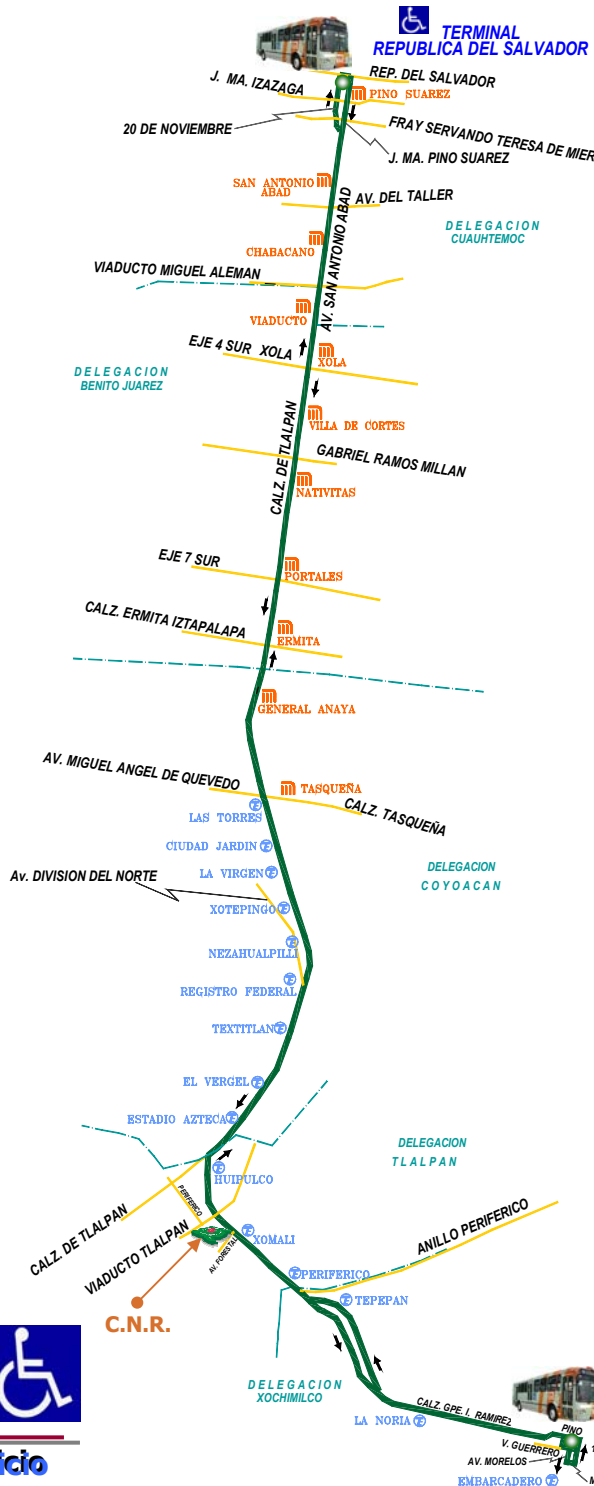 TERMINAL
REPUBLICA DEL SALVADOR
REP. DEL SALVADOR
J. MA. IZAZAGA
PINO SUAREZ
20 DE NOVIEMBRE
FRAY SERVANDO TERESA DE MIER
J. MA. PINO SUAREZ
SAN ANTONIO
ABAD
AV. DEL TALLER
AV. SAN ANTONIO ABAD
DELEGACION
CUAUHTEMOC
CHABACANO
VIADUCTO MIGUEL ALEMAN
VIADUCTO
EJE 4 SUR XOLA
XOLA
DELEGACION
BENITO JUAREZ
VILLA DE CORTES
CALZ. DE TLALPAN
GABRIEL RAMOS MILLAN
NATIVITAS
EJE 7 SUR
PORTALES
CALZ. ERMITA IZTAPALAPA
ERMITA
GENERAL ANAYA
AV. MIGUEL ANGEL DE QUEVEDO
TASQUEÑA
CALZ. TASQUEÑA
LAS TORRES
CIUDAD JARDIN
LA VIRGEN
Av. DIVISION DEL NORTE
DELEGACION
COYOACAN
XOTEPINGO
NEZAHUALPILLI
REGISTRO FEDERAL
TEXTITLAN
EL VERGEL
ESTADIO AZTECA
DELEGACION
TLALPAN
HUIPULCO
PERIFERICO
CALZ. DE TLALPAN
VIADUCTO TLALPAN
AV. FORESTAL
XOMALI
ANILLO PERIFERICO
PERIFERICO
TEPEPAN
C.N.R.
DELEGACION
XOCHIMILCO
LA NORIA
CALZ. GPE. I. RAMIREZ
PINO
V. GUERRERO
AV. MORELOS
EMBARCADERO
icio